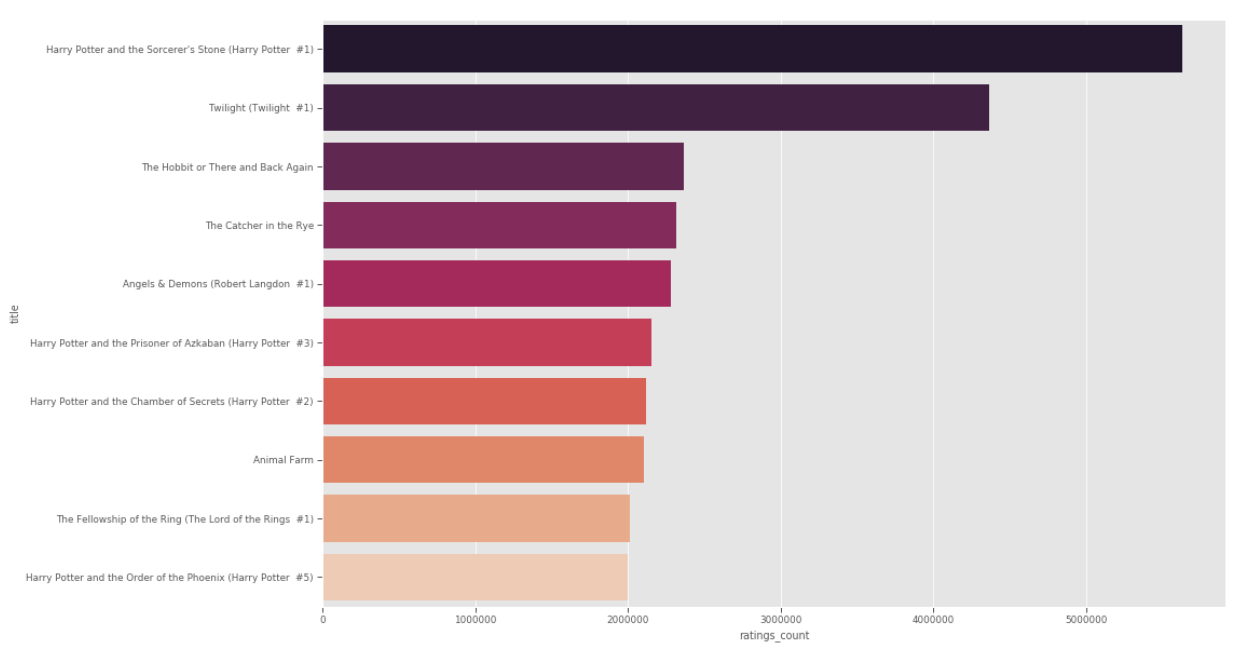 Harry Potter and the Sorcerer's Stone (Harry Potter  #1)
Twilight (Twilight  #1)
The Hobbit or There and Back Again
The Catcher in the Rye
Angels & Demons (Robert Langdon  #1)
title
Harry Potter and the Prisoner of Azkaban (Harry Potter  #3)
Harry Potter and the Chamber of Secrets (Harry Potter  #2)
Animal Farm
The Fellowship of the Ring (The Lord of the Rings  #1)
Harry Potter and the Order of the Phoenix (Harry Potter  #5)
0 1000000 2000000 3000000 4000000 5000000
ratings_count